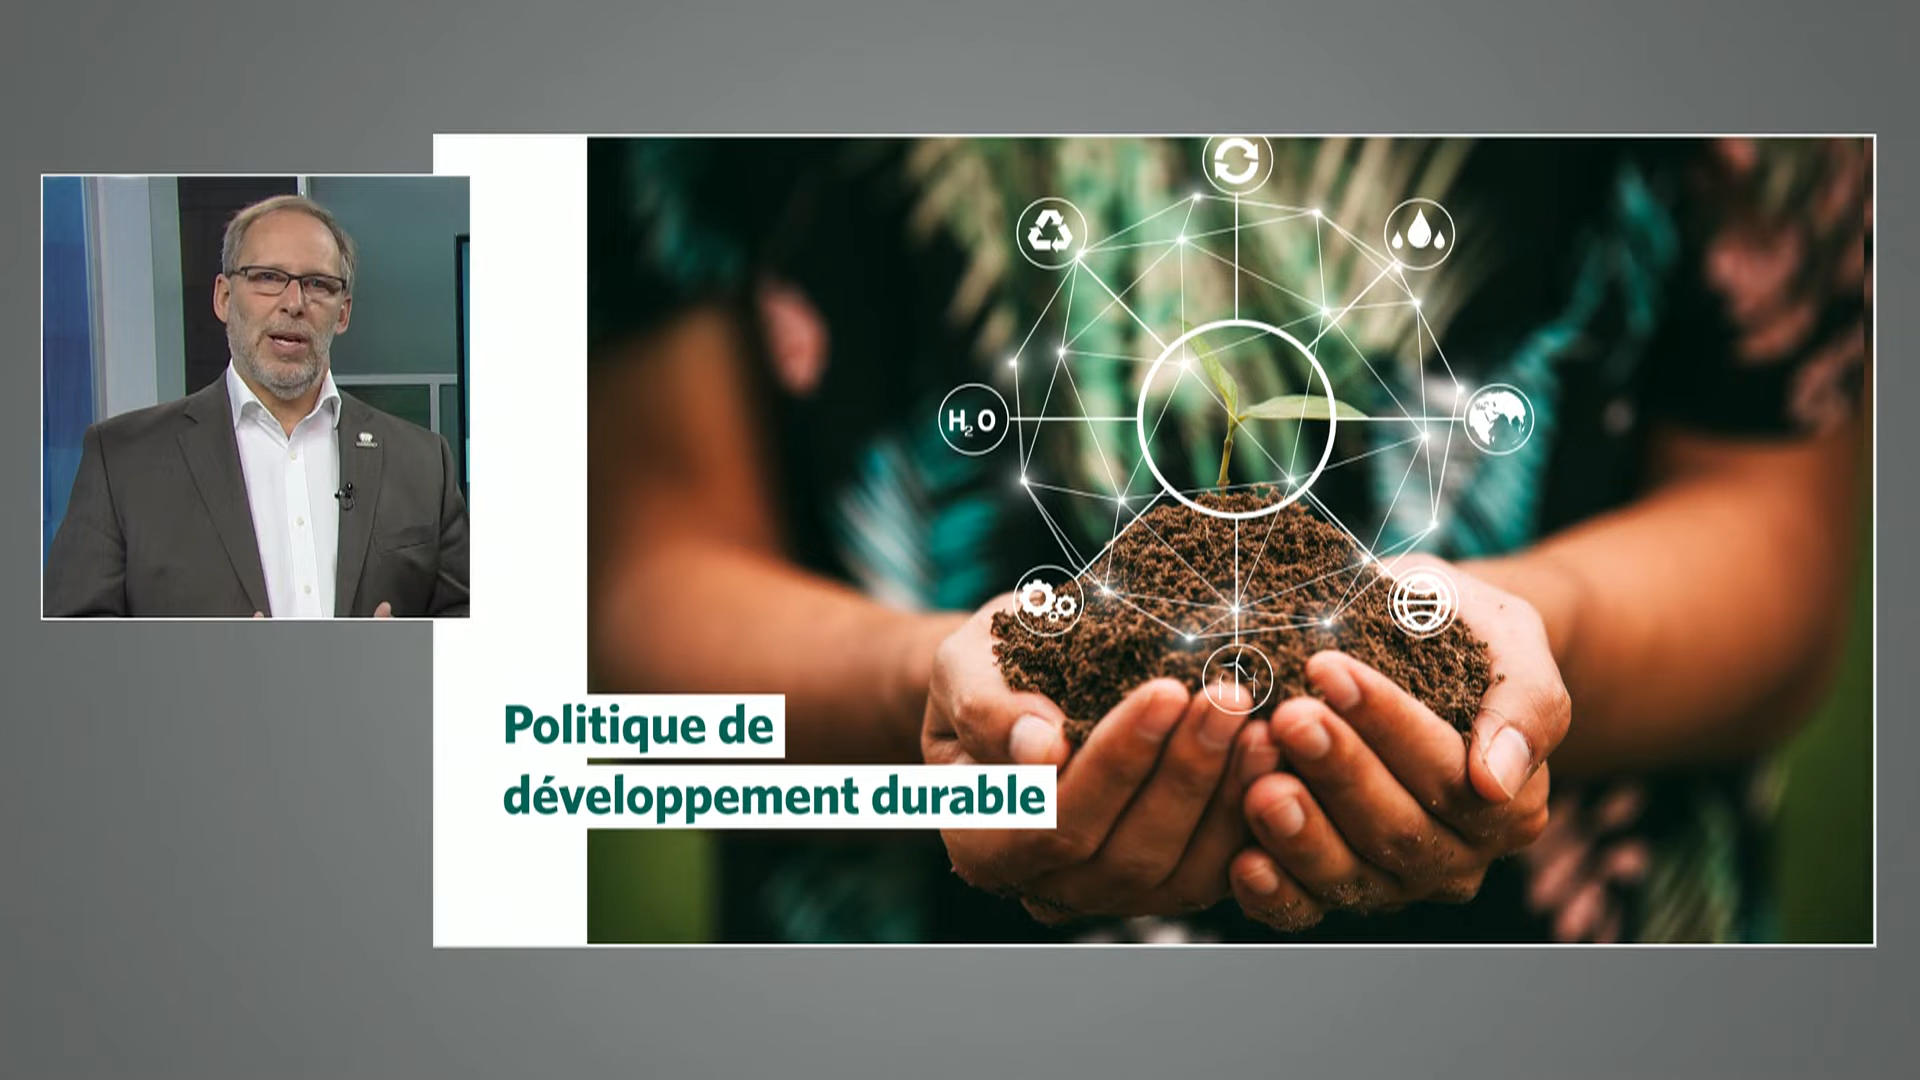 H₂O
Politique de
développement durable